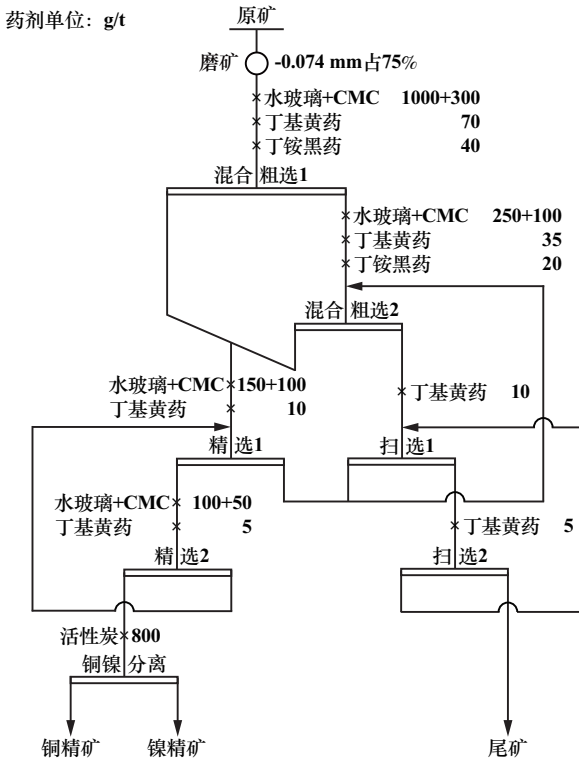 药剂单位：g/t
原矿
磨矿 -0.074 mm占75%
水玻璃+CMC 1000+300
丁基黄药 70
丁铵黑药 40
混合粗选1
水玻璃+CMC 250+100
丁基黄药 35
丁铵黑药 20
混合粗选2
水玻璃+CMC 150+100
丁基黄药 10
丁基黄药 10
精选1
扫选1
水玻璃+CMC 100+50
丁基黄药 5
丁基黄药 5
精选2
扫选2
活性炭 800
铜镍分离
铜精矿
镍精矿
尾矿